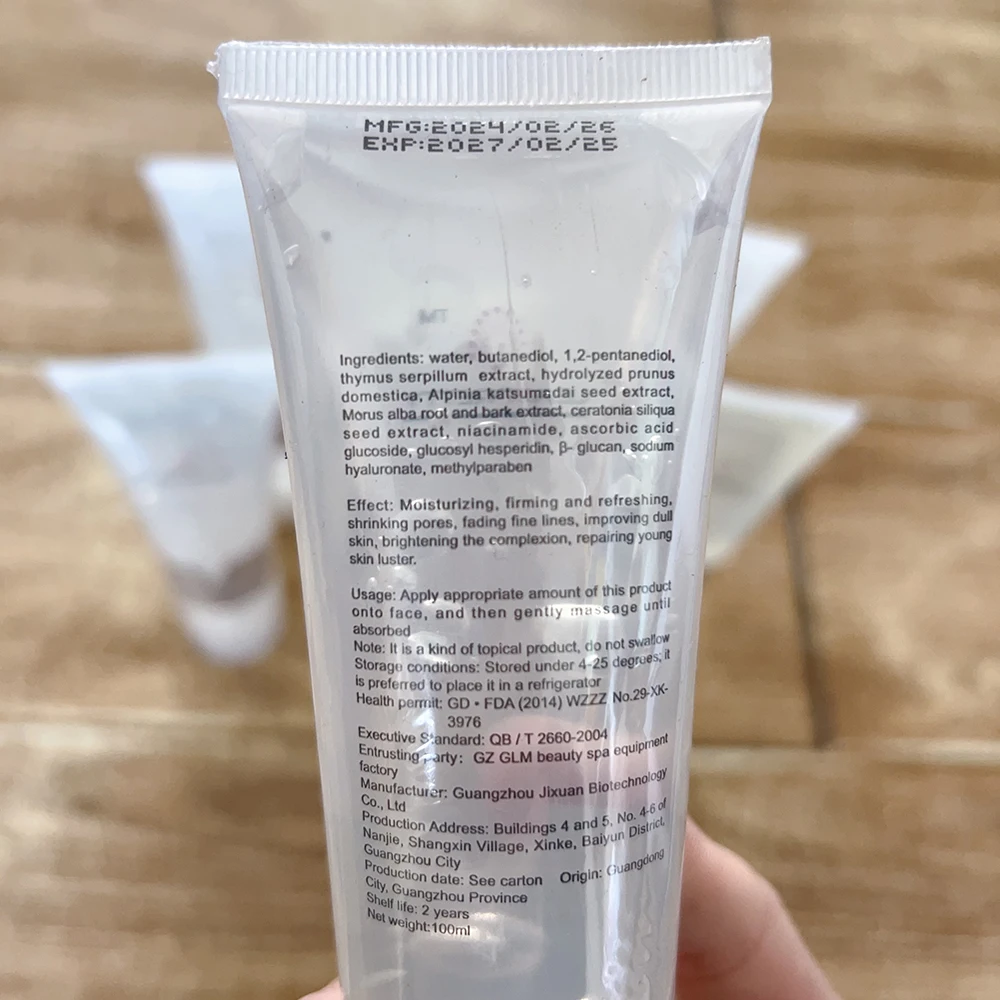 MFG:2024/02/26
EXP:2027/02/25
MT
Ingredients: water, butanediol, 1,2-pentanediol,
thymus serpillum extract, hydrolyzed prunus
domestica, Alpinia katsumadai seed extract,
Morus alba root and bark extract, ceratonia siliqua
seed extract, niacinamide, ascorbic acid
glucoside, glucosyl hesperidin, β- glucan, sodium
hyaluronate, methylparaben
Effect: Moisturizing, firming and refreshing,
shrinking pores, fading fine lines, improving dull
skin, brightening the complexion, repairing young
skin luster.
Usage: Apply appropriate amount of this product
onto face, and then gently massage until
absorbed
Note: It is a kind of topical product, do not swallow
Storage conditions: Stored under 4-25 degrees; it
is preferred to place it in a refrigerator
Health permit: GD • FDA (2014) WZZZ No.29-XK-
3976
Executive Standard: QB / T 2660-2004
Entrusting party: GZ GLM beauty spa equipment
factory
Manufacturer: Guangzhou Jixuan Biotechnology
Co., Ltd
Production Address: Buildings 4 and 5, No. 4-6 of
Nanjie, Shangxin Village, Xinke, Baiyun District,
Guangzhou City
Production date: See carton Origin: Guangdong
City, Guangzhou Province
Shelf life: 2 years
Net weight:100ml